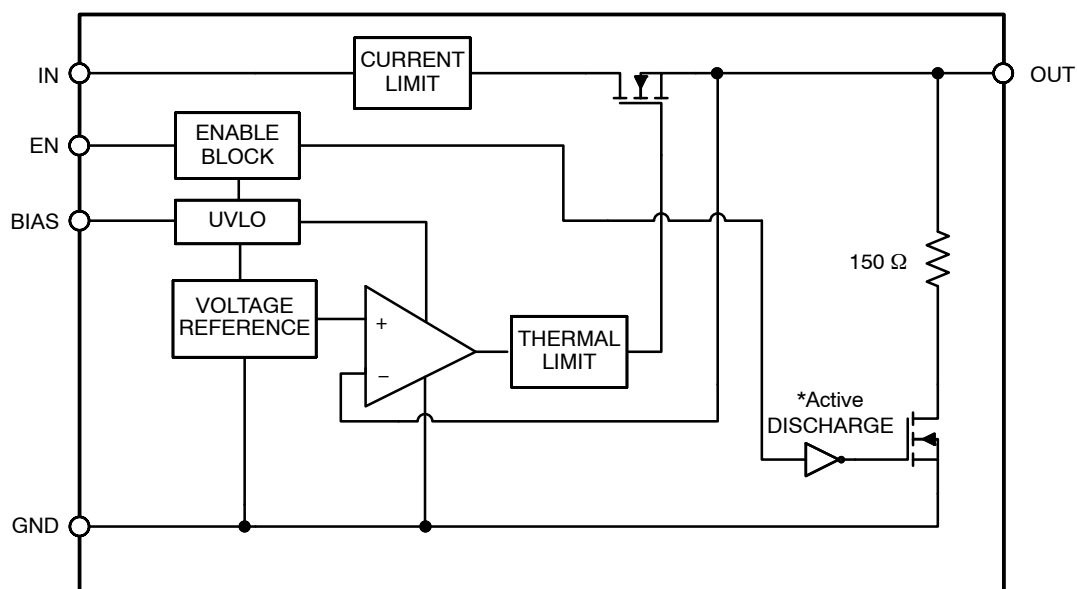 CURRENT
LIMIT
IN
OUT
ENABLE
BLOCK
EN
UVLO
BIAS
150 Ω
VOLTAGE
REFERENCE
+
−
THERMAL
LIMIT
*Active
DISCHARGE
GND